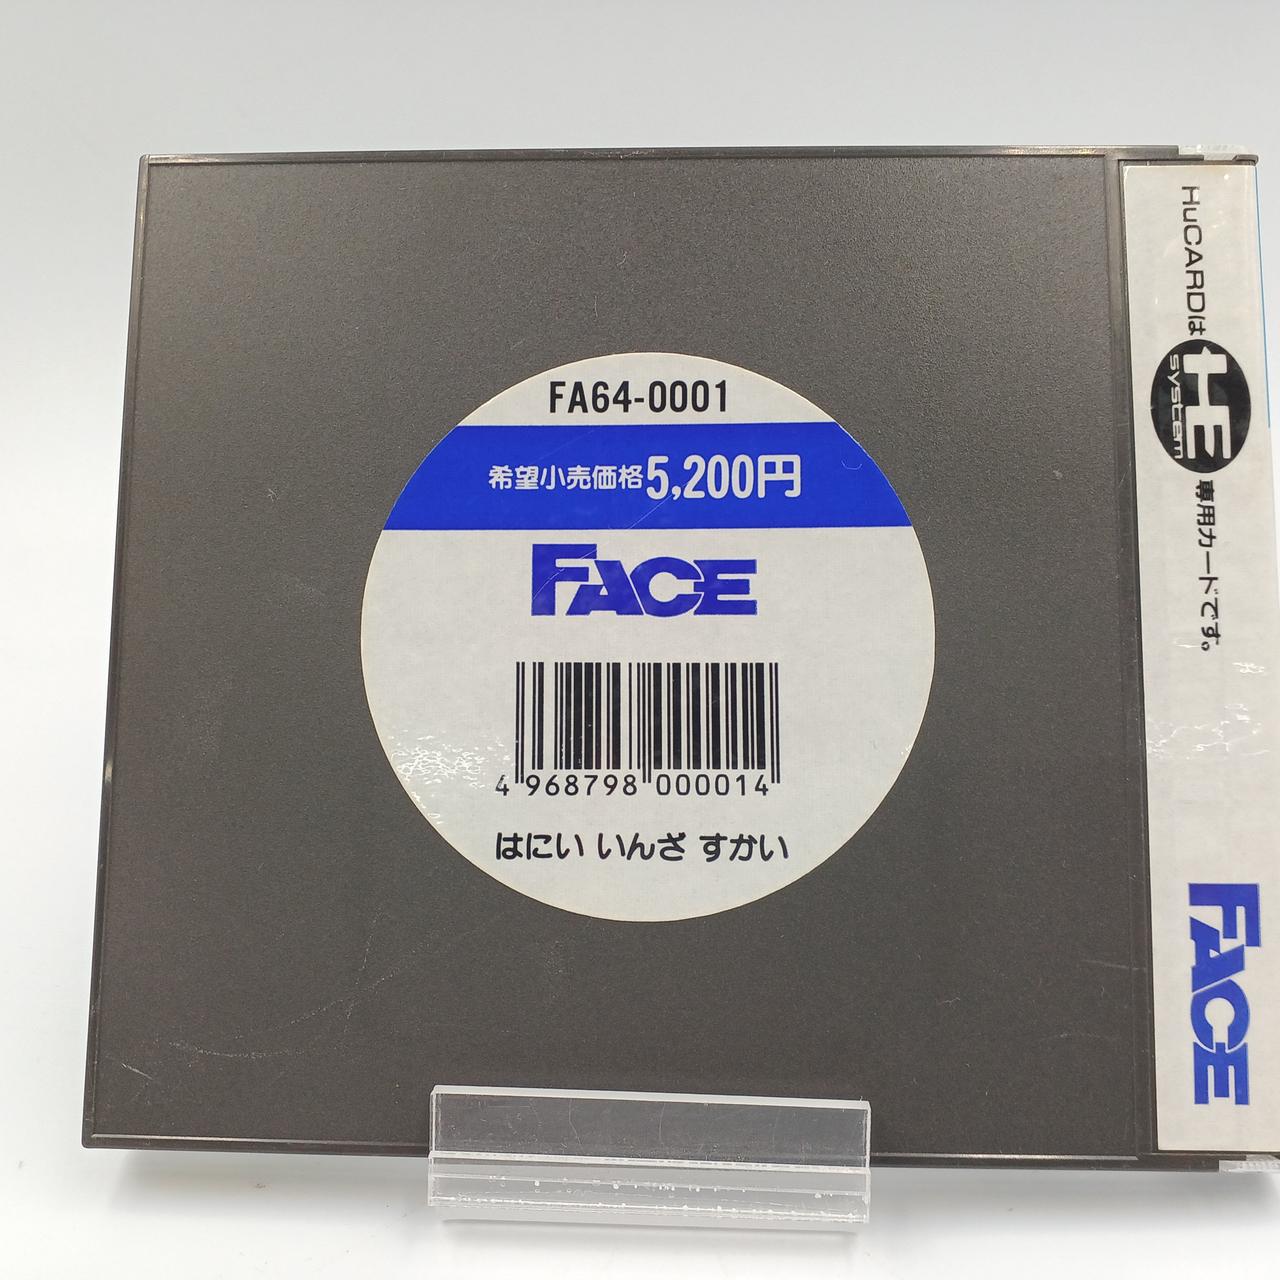 FA64-0001
希望小売価格5,200円
FACE
4 968798 000014
はにい いんざ すかい
HuCARDは
HE
system
専用カードです。
FACE